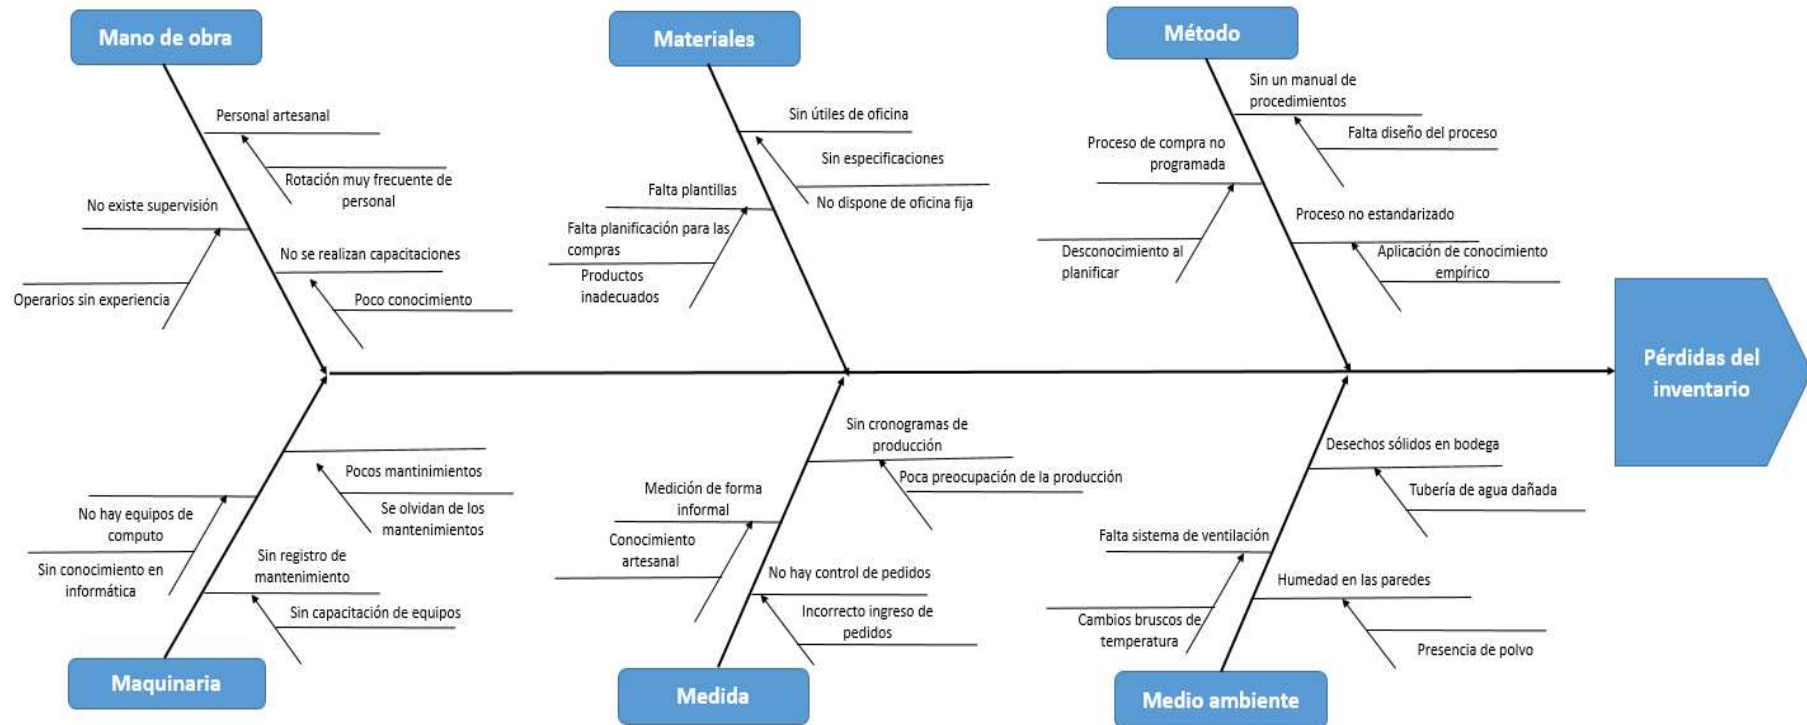 Mano de obra
Materiales
Método
Personal artesanal
Rotación muy frecuente de
personal
No existe supervisión
Operarios sin experiencia
No se realizan capacitaciones
Poco conocimiento
Sin útiles de oficina
Sin especificaciones
No dispone de oficina fija
Falta plantillas
Falta planificación para las
compras
Productos
inadecuados
Sin un manual de
procedimientos
Falta diseño del proceso
Proceso de compra no
programada
Desconocimiento al
planificar
Proceso no estandarizado
Aplicación de conocimiento
empírico
Pérdidas del
inventario
Pocos mantinimientos
Se olvidan de los
mantenimientos
No hay equipos de
computo
Sin conocimiento en
informática
Sin registro de
mantenimiento
Sin capacitación de equipos
Maquinaria
Sin cronogramas de
producción
Poca preocupación de la producción
Medición de forma
informal
Conocimiento
artesanal
No hay control de pedidos
Incorrecto ingreso de
pedidos
Medida
Desechos sólidos en bodega
Tubería de agua dañada
Falta sistema de ventilación
Cambios bruscos de
temperatura
Humedad en las paredes
Presencia de polvo
Medio ambiente